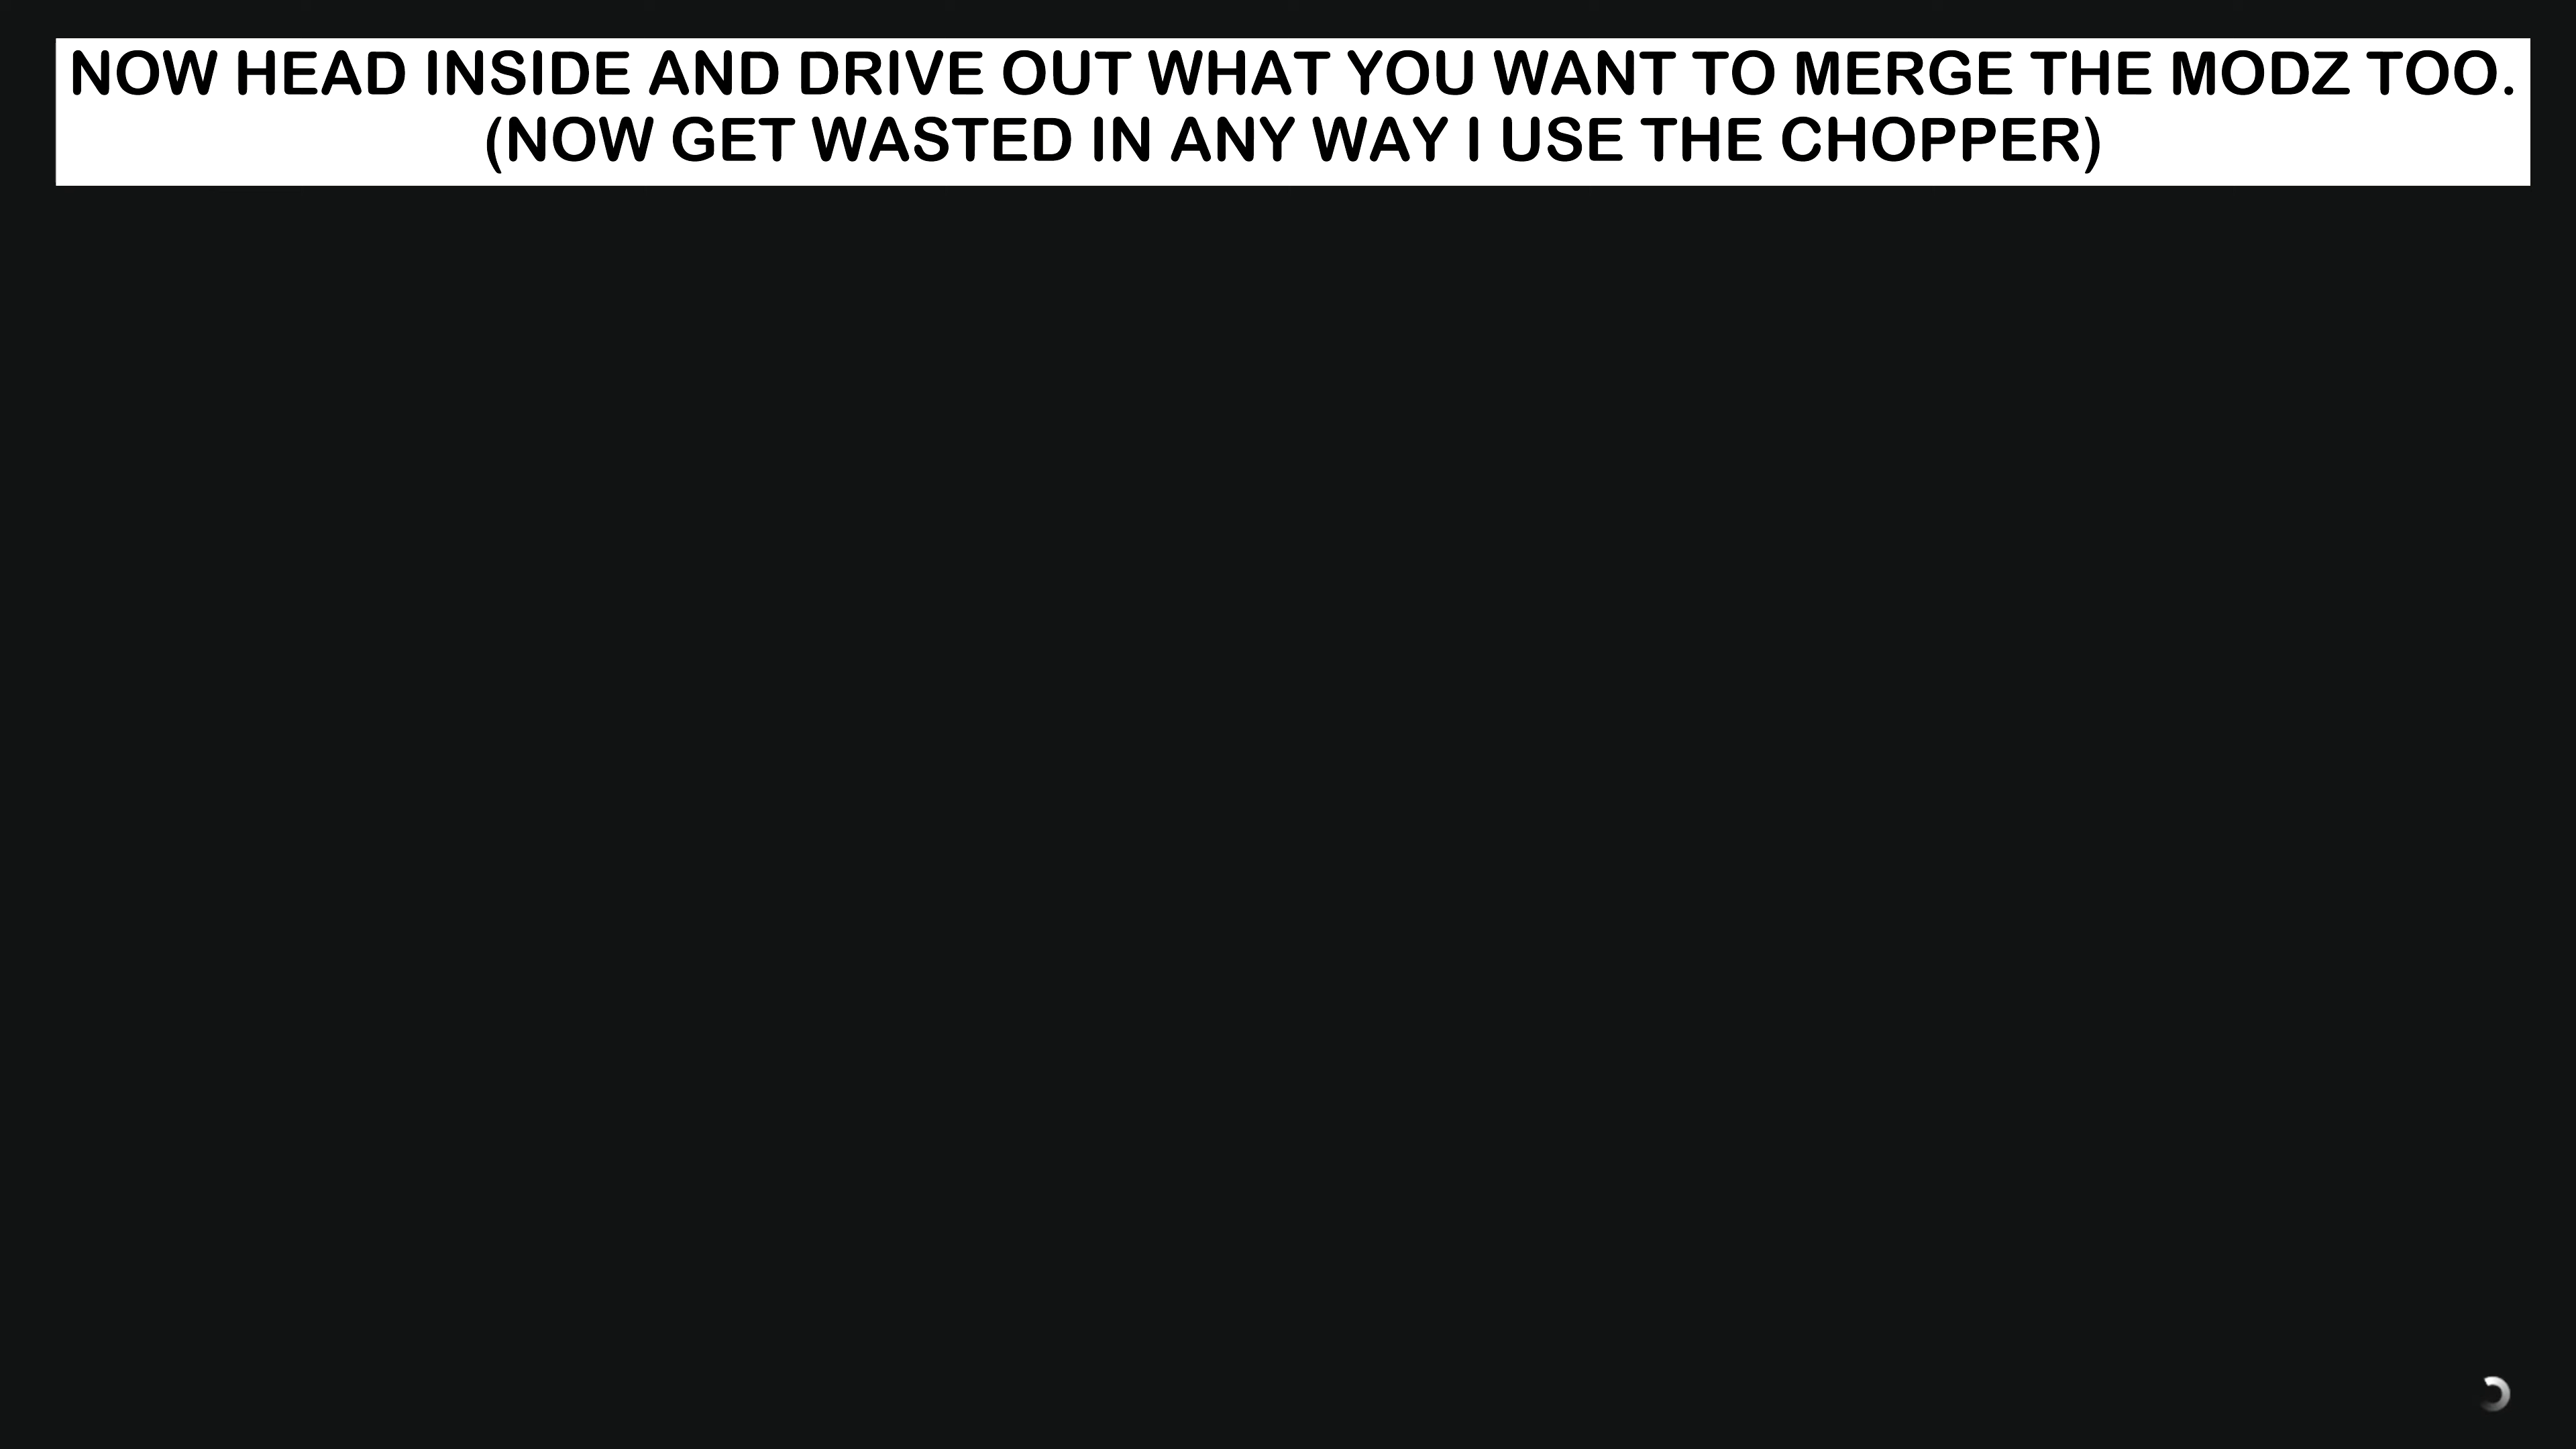 NOW HEAD INSIDE AND DRIVE OUT WHAT YOU WANT TO MERGE THE MODZ TOO.
(NOW GET WASTED IN ANY WAY I USE THE CHOPPER)